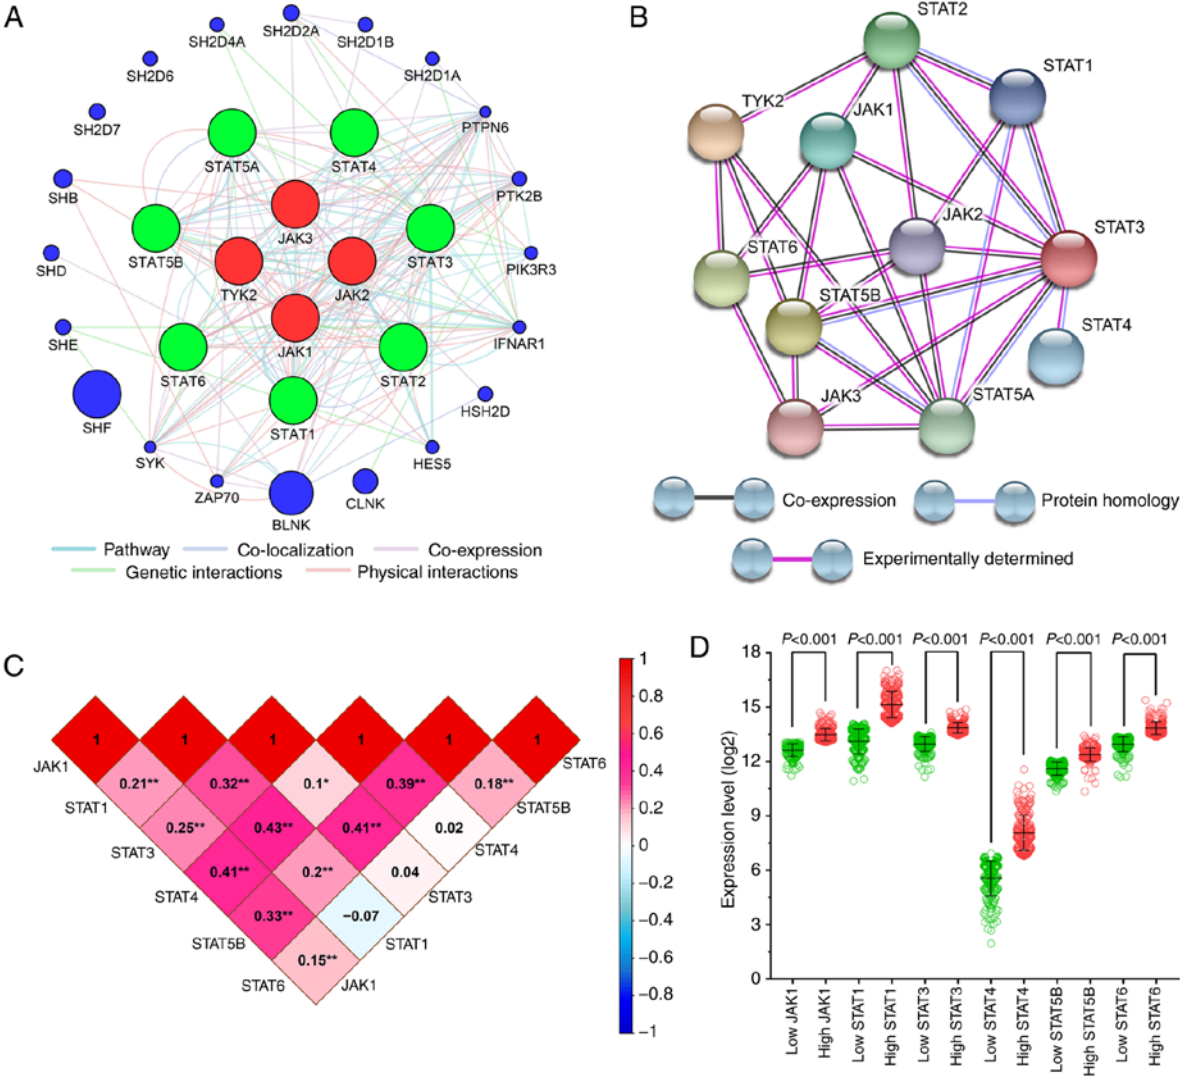 A
SH2D2A
SH2D4A
SH2D1B
SH2D6
SH2D1A
SH2D7
PTPN6
STAT5A
STAT4
SHB
PTK2B
JAK3
STAT5B
STAT3
SHD
PIK3R3
TYK2
JAK2
SHE
IFNAR1
JAK1
STAT6
STAT2
SHF
HSH2D
STAT1
SYK
HES5
ZAP70
CLNK
BLNK
Pathway
Co-localization
Co-expression
Genetic interactions
Physical interactions
B
STAT2
STAT1
TYK2
JAK1
JAK2
STAT3
STAT6
STAT5B
STAT4
JAK3
STAT5A
Co-expression
Protein homology
Experimentally determined
C
1 1 1 1 1 1
JAK1
STAT6
0.21** 0.32** 0.1* 0.39** 0.18**
STAT1
STAT5B
0.25** 0.43** 0.41** 0.02
STAT3
STAT4
0.41** 0.2** 0.04
STAT4
STAT3
0.33** −0.07
STAT5B
STAT1
0.15**
STAT6
JAK1
1
0.8
0.6
0.4
0.2
0
−0.2
−0.4
−0.6
−0.8
−1
D
P<0.001 P<0.001 P<0.001 P<0.001 P<0.001 P<0.001
Expression level (log2)
18
15
12
9
6
3
0
Low JAK1
High JAK1
Low STAT1
High STAT1
Low STAT3
High STAT3
Low STAT4
High STAT4
Low STAT5B
High STAT5B
Low STAT6
High STAT6